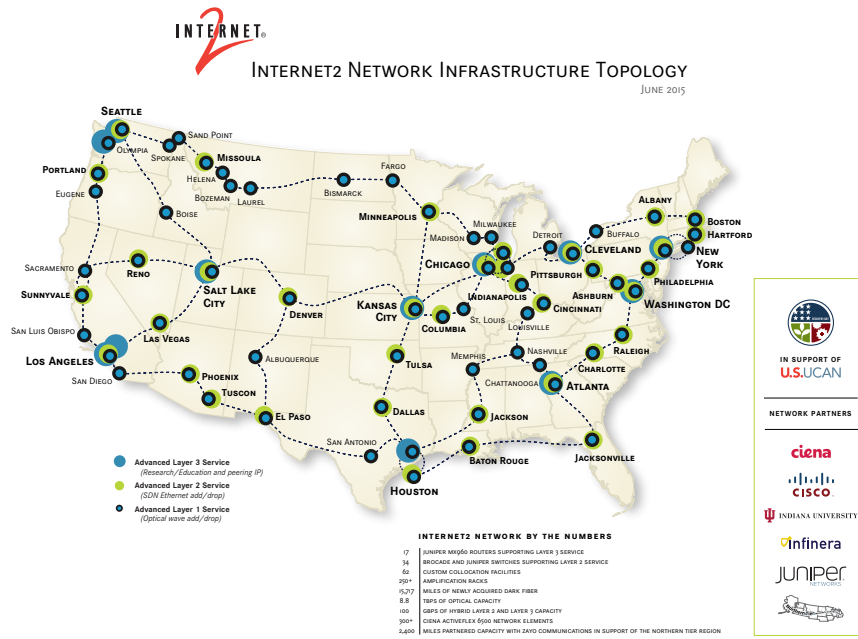 INTERNET®
2
INTERNET2 NETWORK INFRASTRUCTURE TOPOLOGY
JUNE 2015
SEATTLE
OLYMPIA
SPOKANE
SAND POINT
MISSOULA
HELENA
BOZEMAN
LAUREL
BISMARCK
FARGO
PORTLAND
EUGENE
BOISE
MINNEAPOLIS
MADISON
MILWAUKEE
DETROIT
BUFFALO
ALBANY
BOSTON
HARTFORD
NEW
YORK
CLEVELAND
CHICAGO
PITTSBURGH
PHILADELPHIA
SACRAMENTO
RENO
SUNNYVALE
SALT LAKE
CITY
DENVER
KANSAS
CITY
COLUMBIA
ST. LOUIS
INDIANAPOLIS
CINCINNATI
LOUISVILLE
ASHBURN
WASHINGTON DC
SAN LUIS OBISPO
LAS VEGAS
LOS ANGELES
SAN DIEGO
PHOENIX
TUSCON
ALBUQUERQUE
EL PASO
TULSA
DALLAS
MEMPHIS
NASHVILLE
CHATTANOOGA
ATLANTA
CHARLOTTE
RALEIGH
JACKSON
SAN ANTONIO
HOUSTON
BATON ROUGE
JACKSONVILLE
Advanced Layer 3 Service
(Research/Education and peering IP)
Advanced Layer 2 Service
(SDN Ethernet add/drop)
Advanced Layer 1 Service
(Optical wave add/drop)
INTERNET2 NETWORK BY THE NUMBERS
17 JUNIPER MX960 ROUTERS SUPPORTING LAYER 3 SERVICE
34 BROCADE AND JUNIPER SWITCHES SUPPORTING LAYER 2 SERVICE
62 CUSTOM COLLOCATION FACILITIES
250+ AMPLIFICATION RACKS
15,717 MILES OF NEWLY ACQUIRED DARK FIBER
8.8 TBPS OF OPTICAL CAPACITY
100 GBPS OF HYBRID LAYER 2 AND LAYER 3 CAPACITY
300+ CIENA ACTIVEFLEX 6500 NETWORK ELEMENTS
2,400 MILES PARTNERED CAPACITY WITH ZAYO COMMUNICATIONS IN SUPPORT OF THE NORTHERN TIER REGION
IN SUPPORT OF
U.S.UCAN
NETWORK PARTNERS
ciena
CISCO
INDIANA UNIVERSITY
infinera
JUNIPER
NETWORKS